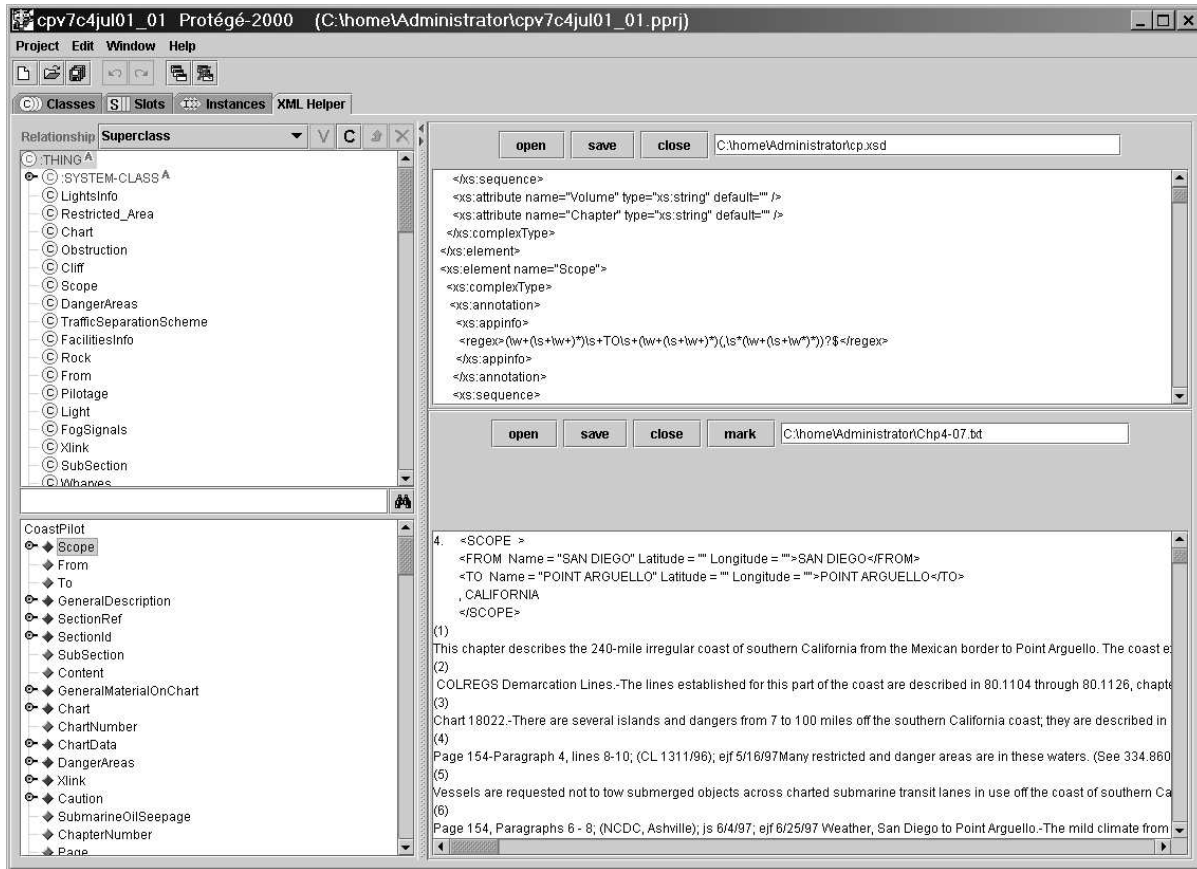 cpv7c4jul01_01 Protégé-2000 (C:\home\Administrator\cpv7c4jul01_01.pprj)
Project Edit Window Help
C Classes S Slots I Instances XML Helper
Relationship Superclass V C
C :THING A
C :SYSTEM-CLASS A
C LightsInfo
C Restricted_Area
C Chart
C Obstruction
C Cliff
C Scope
C DangerAreas
C TrafficSeparationScheme
C FacilitiesInfo
C Rock
C From
C Pilotage
C Light
C FogSignals
C Xlink
C SubSection
C Wharves
CoastPilot
Scope
From
To
GeneralDescription
SectionRef
SectionId
SubSection
Content
GeneralMaterialOnChart
Chart
ChartNumber
ChartData
DangerAreas
Xlink
Caution
SubmarineOilSeepage
ChapterNumber
Page
open save close C:\home\Administrator\cp.xsd
</xs:sequence>
<xs:attribute name="Volume" type="xs:string" default="" />
<xs:attribute name="Chapter" type="xs:string" default="" />
</xs:complexType>
</xs:element>
<xs:element name="Scope">
<xs:complexType>
<xs:annotation>
<xs:appinfo>
<regex>(\w+(\s+\w+)*)\s+TO\s+(\w+(\s+\w+)*)(,\s*(\w+(\s+\w*)*))?$</regex>
</xs:appinfo>
</xs:annotation>
<xs:sequence>
open save close mark C:\home\Administrator\Chp4-07.txt
4. <SCOPE >
<FROM Name = "SAN DIEGO" Latitude = "" Longitude = "">SAN DIEGO</FROM>
<TO Name = "POINT ARGUELLO" Latitude = "" Longitude = "">POINT ARGUELLO</TO>
, CALIFORNIA
</SCOPE>
(1)
This chapter describes the 240-mile irregular coast of southern California from the Mexican border to Point Arguello. The coast e
(2)
COLREGS Demarcation Lines.-The lines established for this part of the coast are described in 80.1104 through 80.1126, chapte
(3)
Chart 18022.-There are several islands and dangers from 7 to 100 miles off the southern California coast; they are described in
(4)
Page 154-Paragraph 4, lines 8-10; (CL 1311/96); ejf 5/16/97Many restricted and danger areas are in these waters. (See 334.860
(5)
Vessels are requested not to tow submerged objects across charted submarine transit lanes in use off the coast of southern Ca
(6)
Page 154, Paragraphs 6 - 8; (NCDC, Ashville); js 6/4/97; ejf 6/25/97 Weather, San Diego to Point Arguello.-The mild climate from